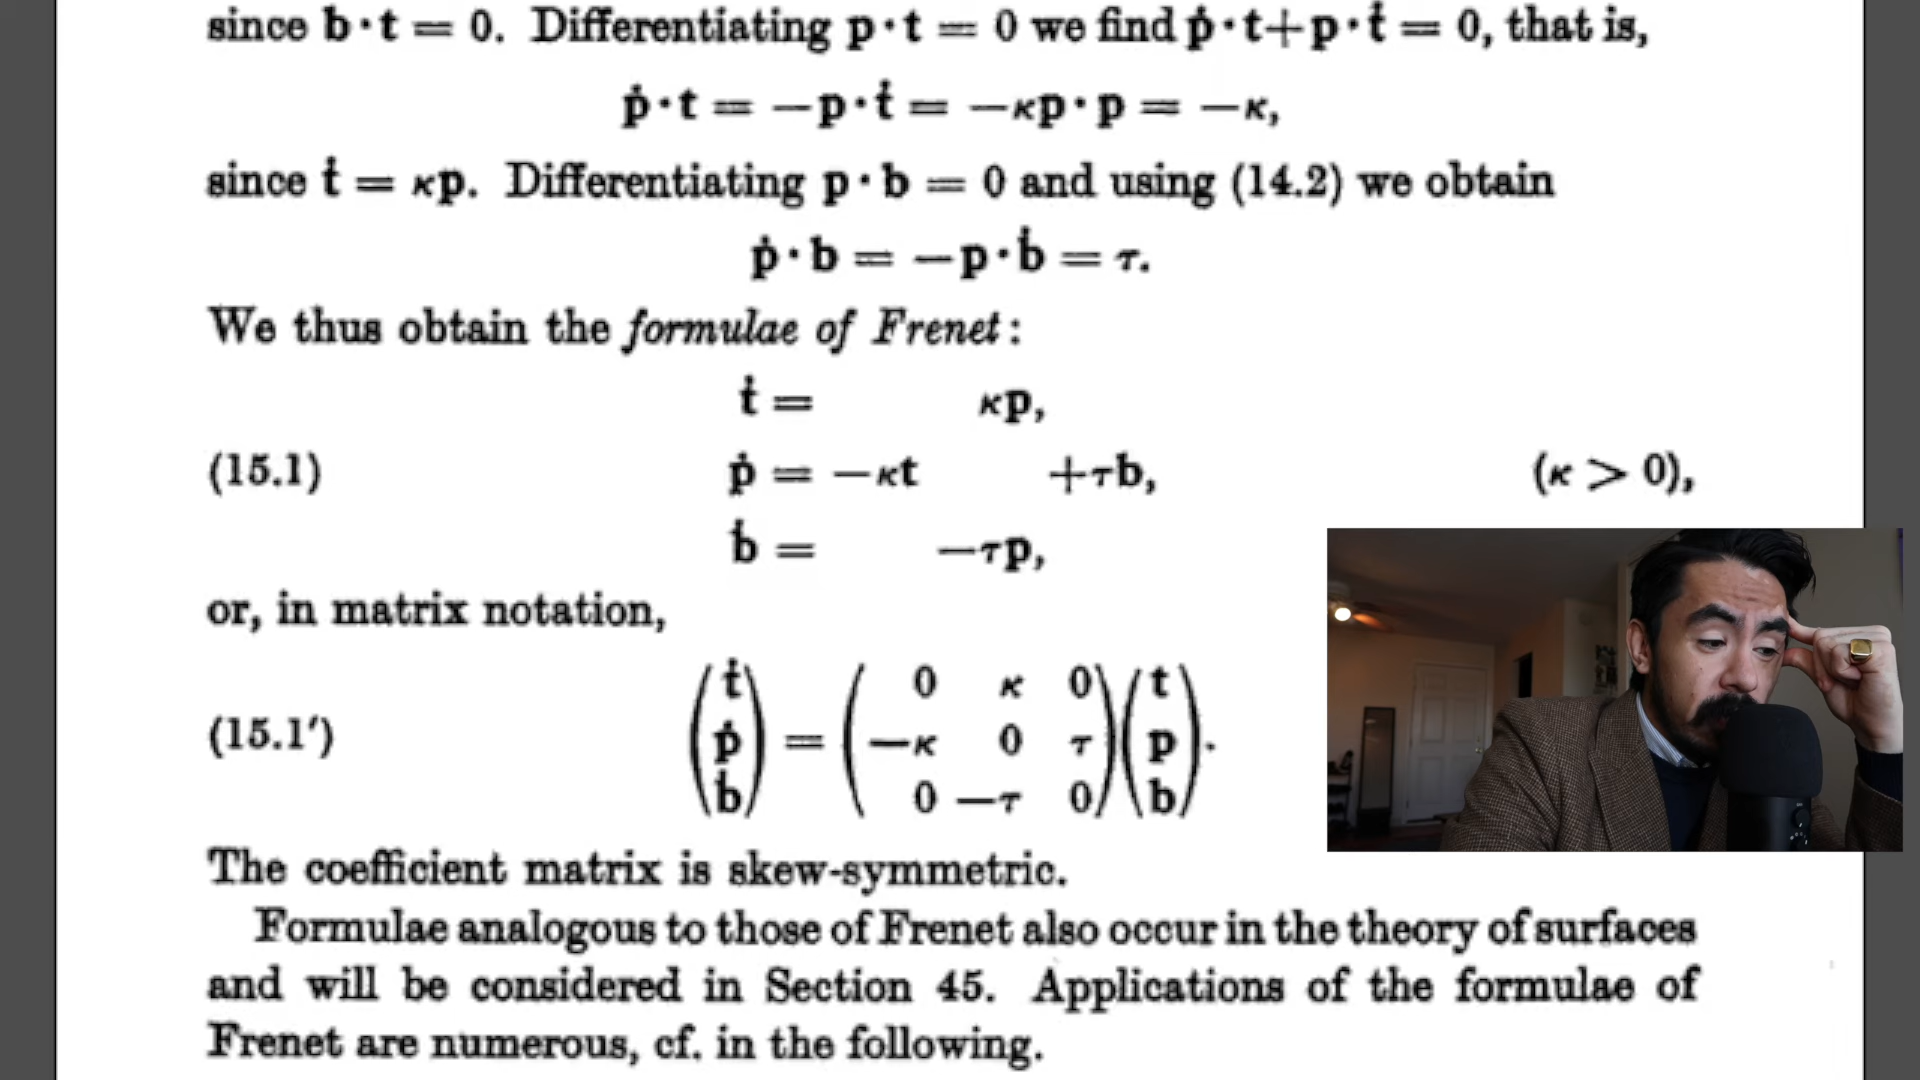 since b · t = 0. Differentiating p · t = 0 we find ṗ · t + p · ṫ = 0, that is,
ṗ · t = −p · ṫ = −κp · p = −κ,
since ṫ = κp. Differentiating p · b = 0 and using (14.2) we obtain
ṗ · b = −p · ḃ = τ.
We thus obtain the formulae of Frenet:
ṫ = κp,
(15.1) ṗ = −κt +τb, (κ > 0),
ḃ = −τp,
or, in matrix notation,
ṫ 0 κ 0 t
(15.1′) ( ṗ ) = ( −κ 0 τ ) ( p ).
ḃ 0 −τ 0 b
The coefficient matrix is skew-symmetric.
Formulae analogous to those of Frenet also occur in the theory of surfaces
and will be considered in Section 45. Applications of the formulae of
Frenet are numerous, cf. in the following.